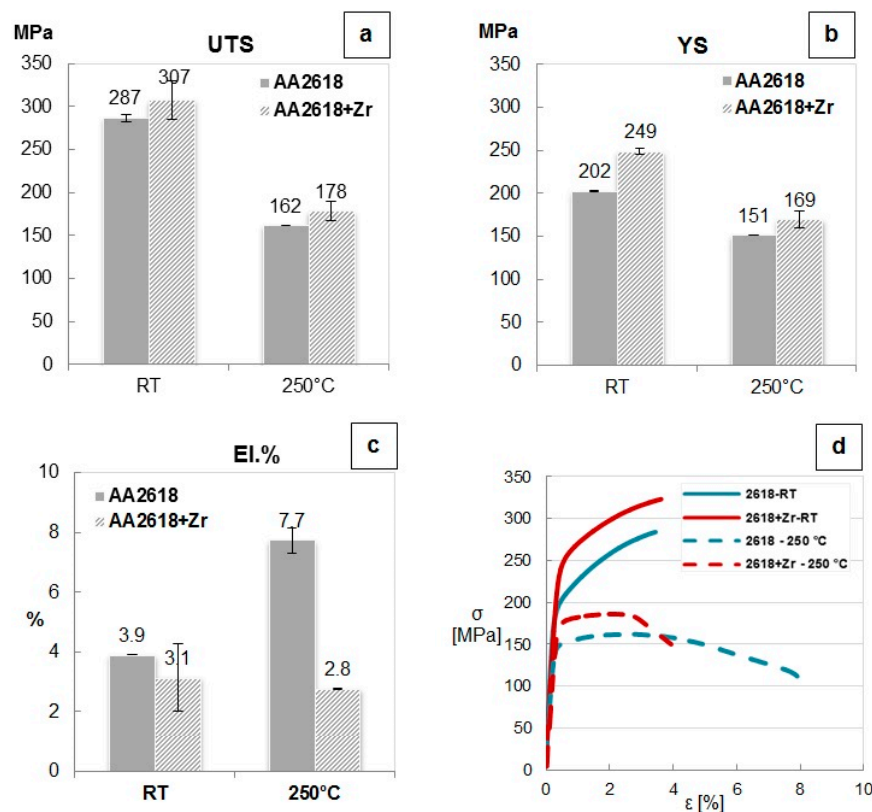 MPa
UTS
a
350
300
250
200
150
100
50
0
287
307
162
178
AA2618
AA2618+Zr
RT
250°C
MPa
YS
b
350
300
250
200
150
100
50
0
202
249
151
169
AA2618
AA2618+Zr
RT
250°C
El.%
c
10
8
6
4
2
0
%
AA2618
AA2618+Zr
3.9
3.1
7.7
2.8
RT
250°C
d
350
300
250
200
150
100
50
0
σ
[MPa]
2618-RT
2618+Zr-RT
2618 - 250 °C
2618+Zr - 250 °C
0 2 4 6 8 10
ε [%]